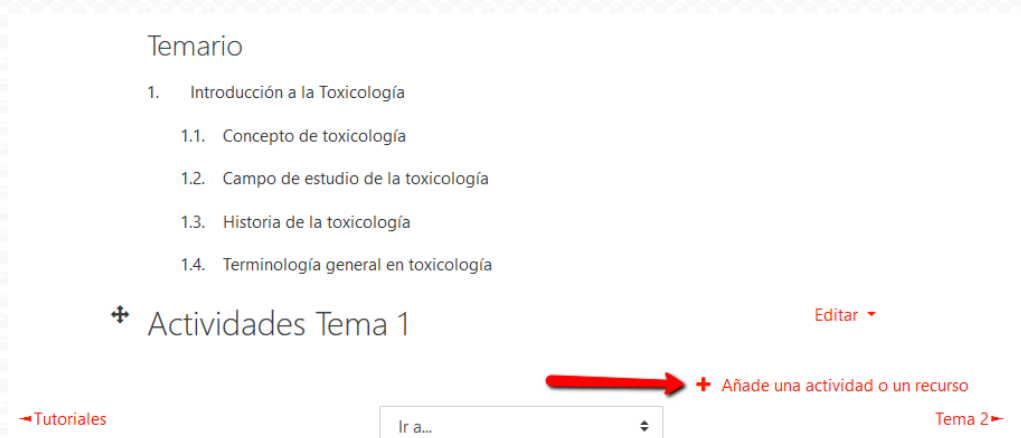 Temario
1. Introducción a la Toxicología
1.1. Concepto de toxicología
1.2. Campo de estudio de la toxicología
1.3. Historia de la toxicología
1.4. Terminología general en toxicología
Actividades Tema 1
Editar
Añade una actividad o un recurso
Tutoriales
Ir a...
Tema 2